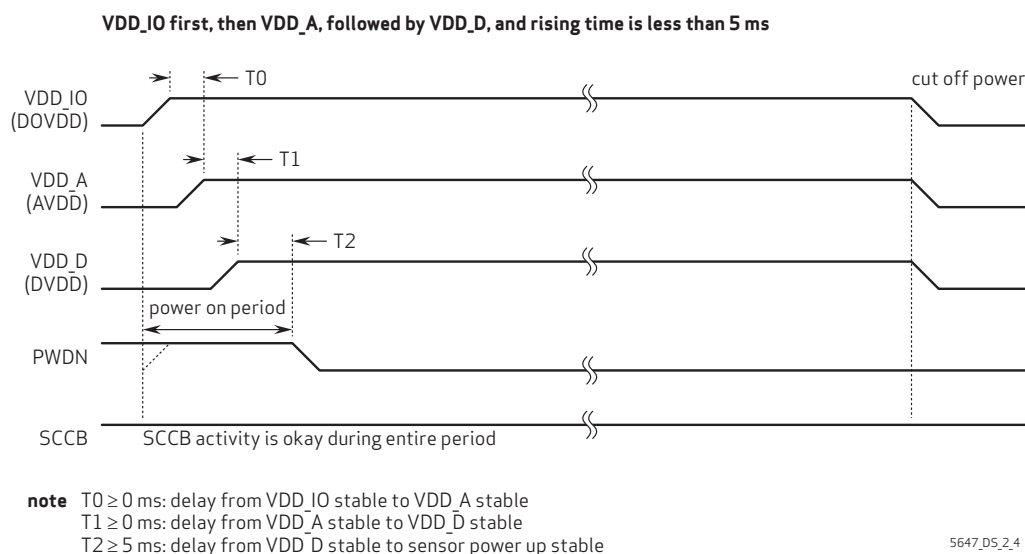 VDD_IO first, then VDD_A, followed by VDD_D, and rising time is less than 5 ms
T0
cut off power
VDD_IO
(DOVDD)
T1
VDD_A
(AVDD)
T2
VDD_D
(DVDD)
power on period
PWDN
SCCB
SCCB activity is okay during entire period
note T0 ≥ 0 ms: delay from VDD_IO stable to VDD_A stable
T1 ≥ 0 ms: delay from VDD_A stable to VDD_D stable
T2 ≥ 5 ms: delay from VDD_D stable to sensor power up stable
5647_DS_2_4